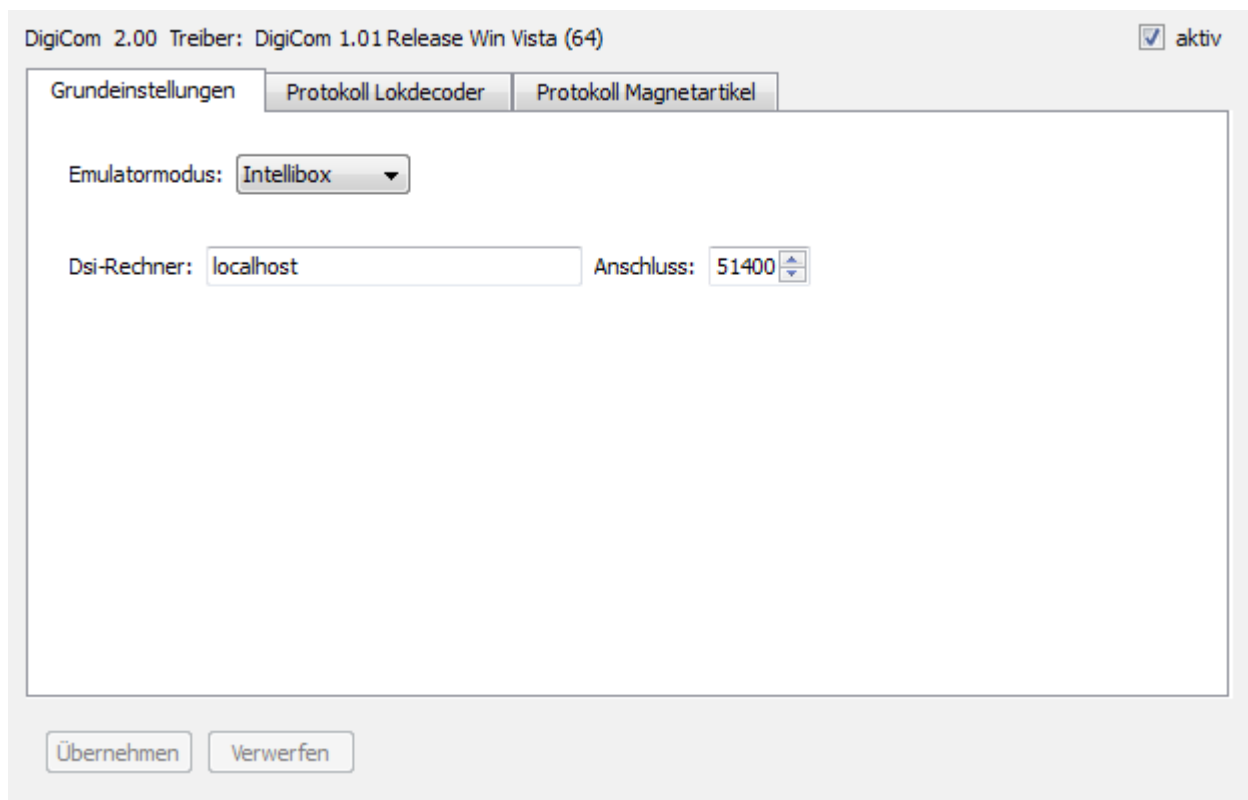 DigiCom 2.00 Treiber: DigiCom 1.01 Release Win Vista (64) aktiv
Grundeinstellungen Protokoll Lokdecoder Protokoll Magnetartikel
Emulatormodus: Intellibox
Dsi-Rechner: localhost Anschluss: 51400
Übernehmen Verwerfen